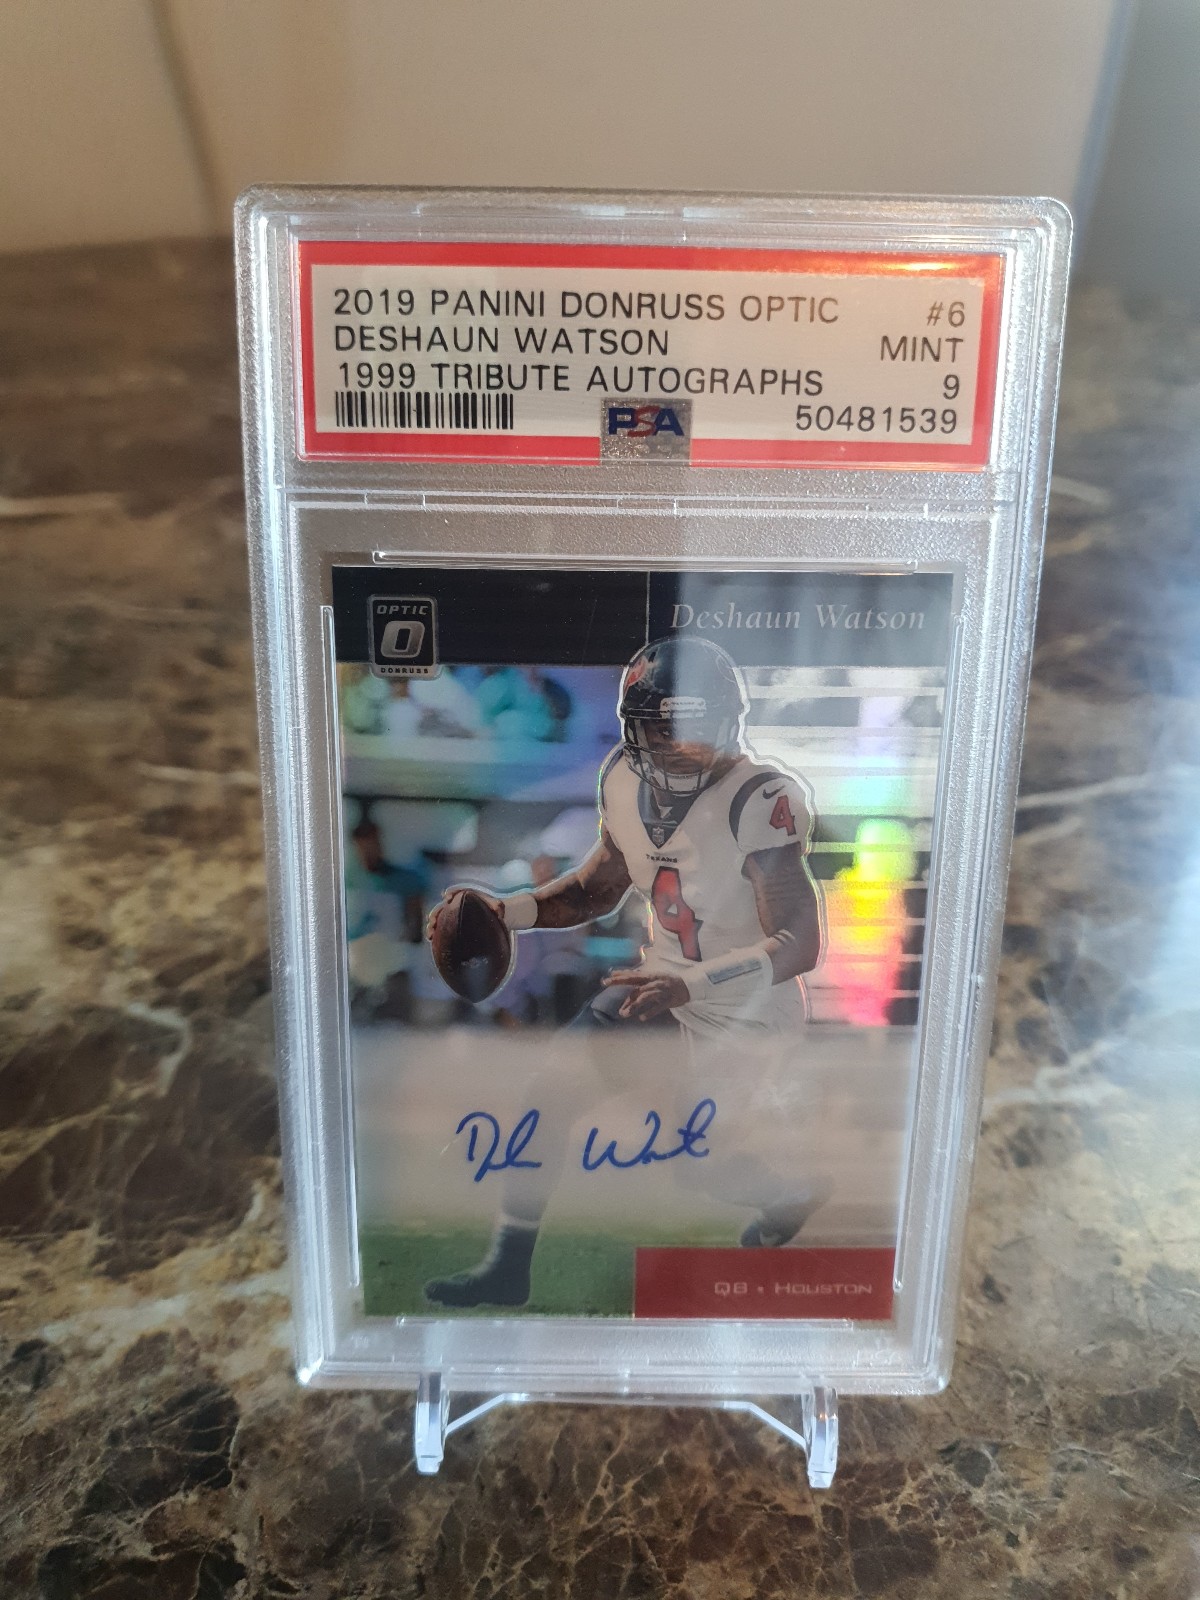 2019 PANINI DONRUSS OPTIC #6
DESHAUN WATSON MINT
1999 TRIBUTE AUTOGRAPHS 9
PSA 50481539
OPTIC
O
DONRUSS
Deshaun Watson
4
TEXANS
4
QB • HOUSTON